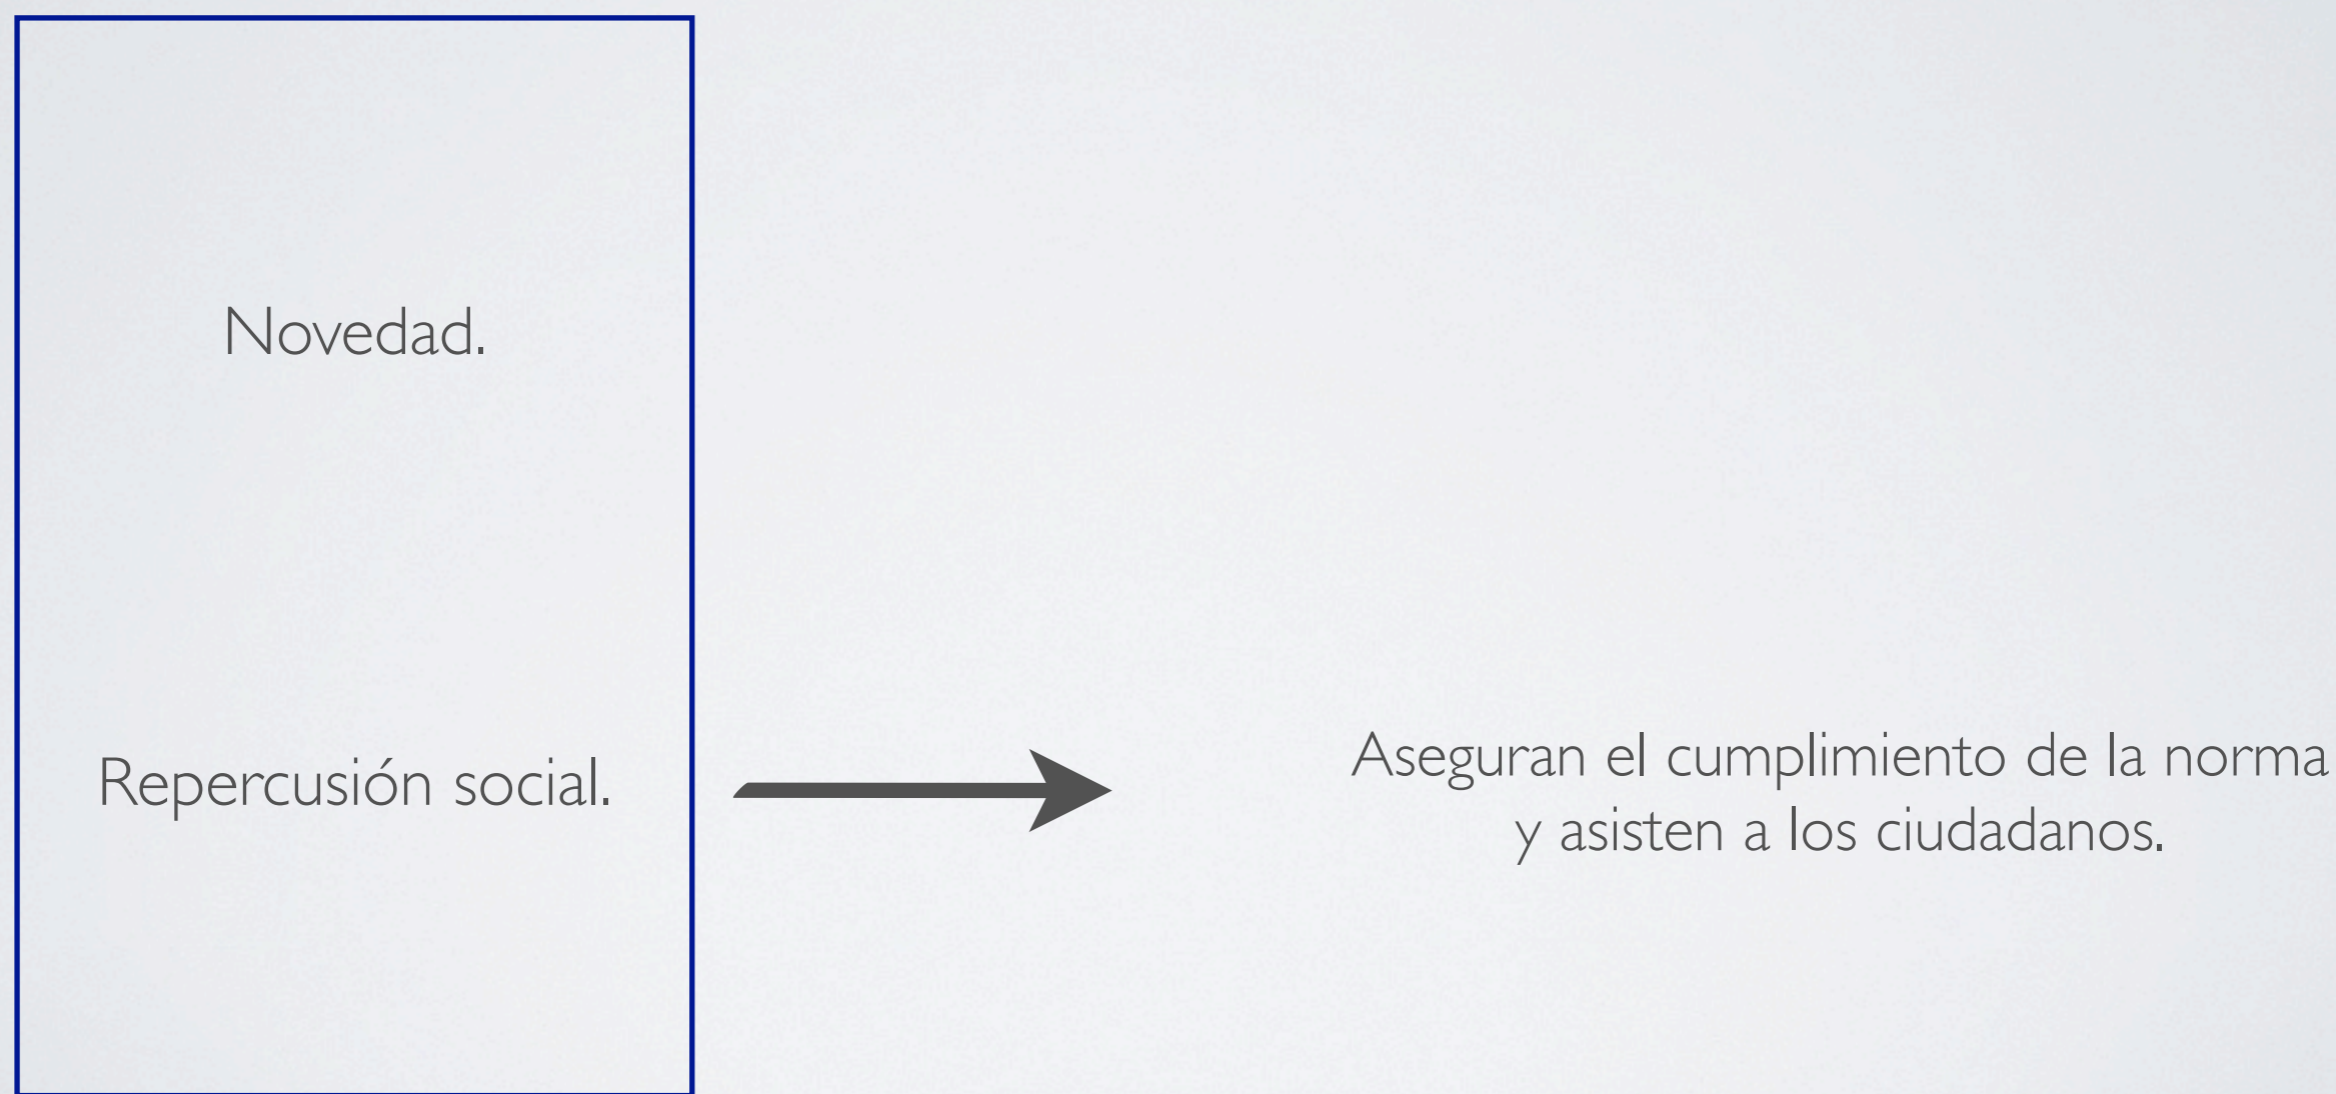 Novedad.
Repercusión social.
Aseguran el cumplimiento de la norma
y asisten a los ciudadanos.